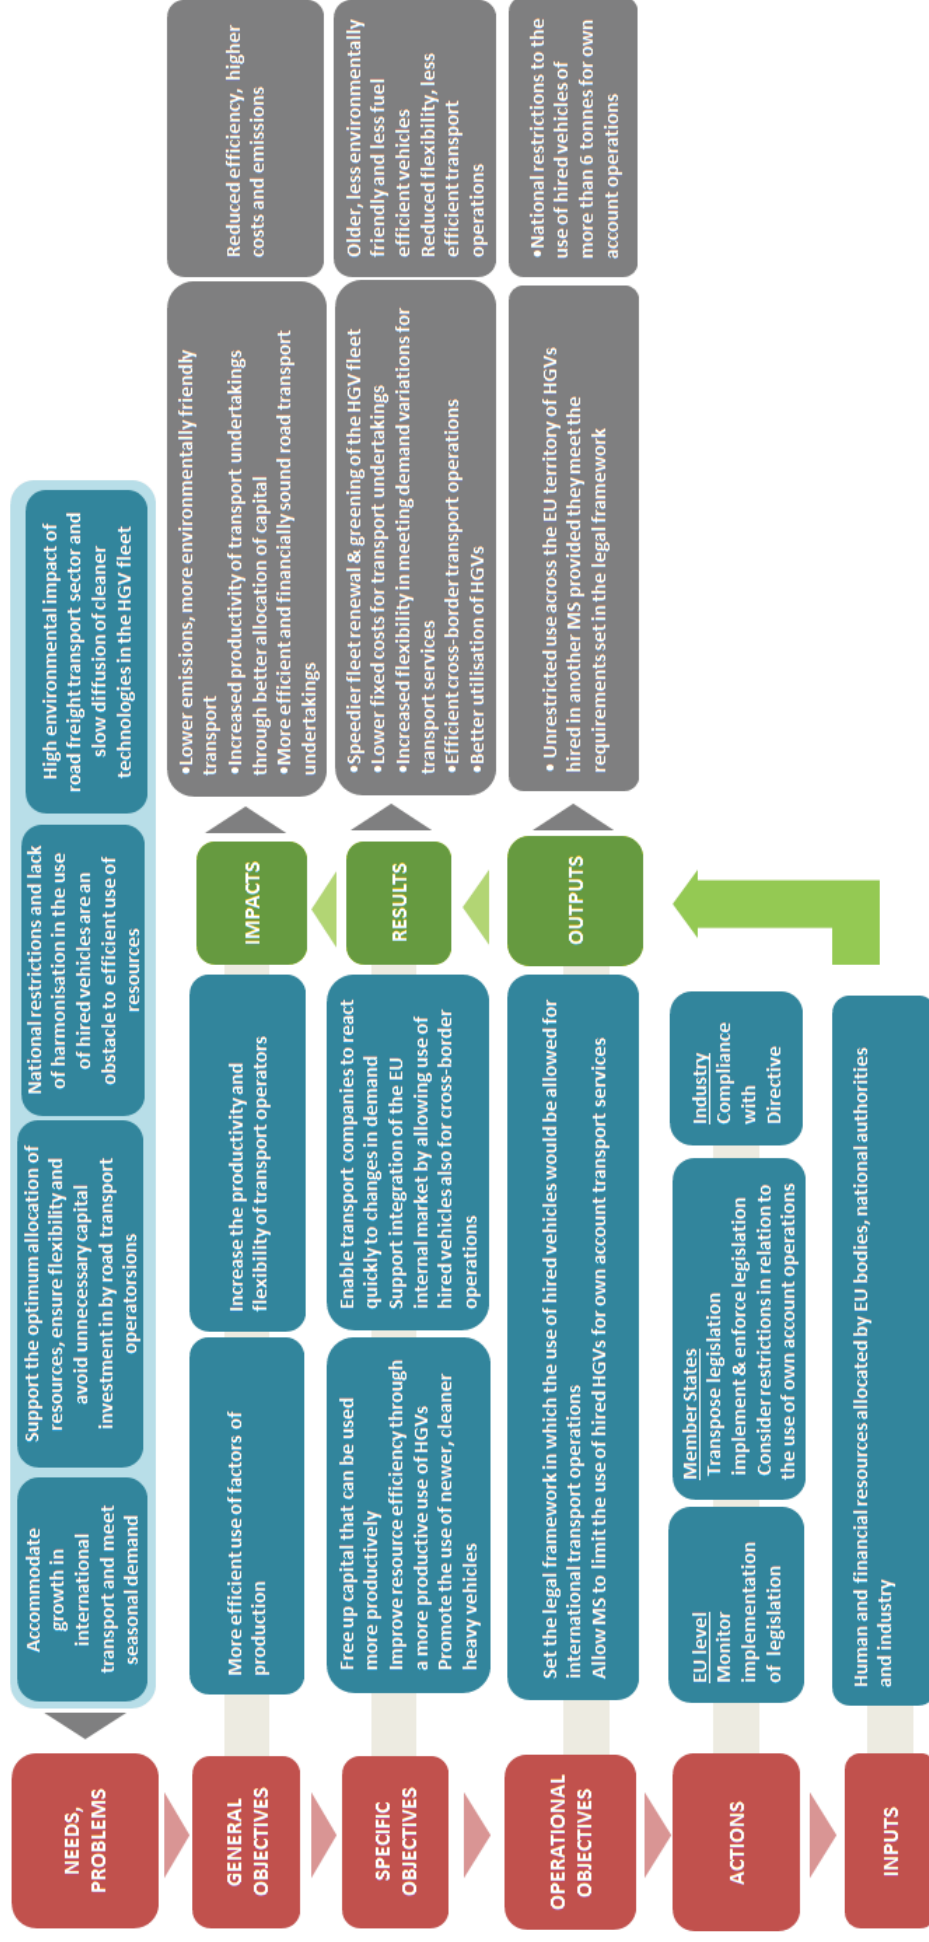 NEEDS,
PROBLEMS
Accommodate
growth in
international
transport and meet
seasonal demand
Support the optimum allocation of
resources, ensure flexibility and
avoid unnecessary capital
investment in by road transport
operatorsions
National restrictions and lack
of harmonisation in the use
of hired vehicles are an
obstacle to efficient use of
resources
High environmental impact of
road freight transport sector and
slow diffusion of cleaner
technologies in the HGV fleet
GENERAL
OBJECTIVES
More efficient use of factors of
production
Increase the productivity and
flexibility of transport operators
IMPACTS
•Lower emissions, more environmentally friendly
transport
•Increased productivity of transport undertakings
through better allocation of capital
•More efficient and financially sound road transport
undertakings
Reduced efficiency, higher
costs and emissions
SPECIFIC
OBJECTIVES
Free up capital that can be used
more productively
Improve resource efficiency through
a more productive use of HGVs
Promote the use of newer, cleaner
heavy vehicles
Enable transport companies to react
quickly to changes in demand
Support integration of the EU
internal market by allowing use of
hired vehicles also for cross-border
operations
RESULTS
•Speedier fleet renewal & greening of the HGV fleet
•Lower fixed costs for transport undertakings
•Increased flexibility in meeting demand variations for
transport services
•Efficient cross-border transport operations
•Better utilisation of HGVs
Older, less environmentally
friendly and less fuel
efficient vehicles
Reduced flexibility, less
efficient transport
operations
OPERATIONAL
OBJECTIVES
Set the legal framework in which the use of hired vehicles would be allowed for
international transport operations
Allow MS to limit the use of hired HGVs for own account transport services
OUTPUTS
• Unrestricted use across the EU territory of HGVs
hired in another MS provided they meet the
requirements set in the legal framework
•National restrictions to the
use of hired vehicles of
more than 6 tonnes for own
account operations
ACTIONS
EU level
Monitor
implementation
of legislation
Member States
Transpose legislation
implement & enforce legislation
Consider restrictions in relation to
the use of own account operations
Industry
Compliance
with
Directive
INPUTS
Human and financial resources allocated by EU bodies, national authorities
and industry